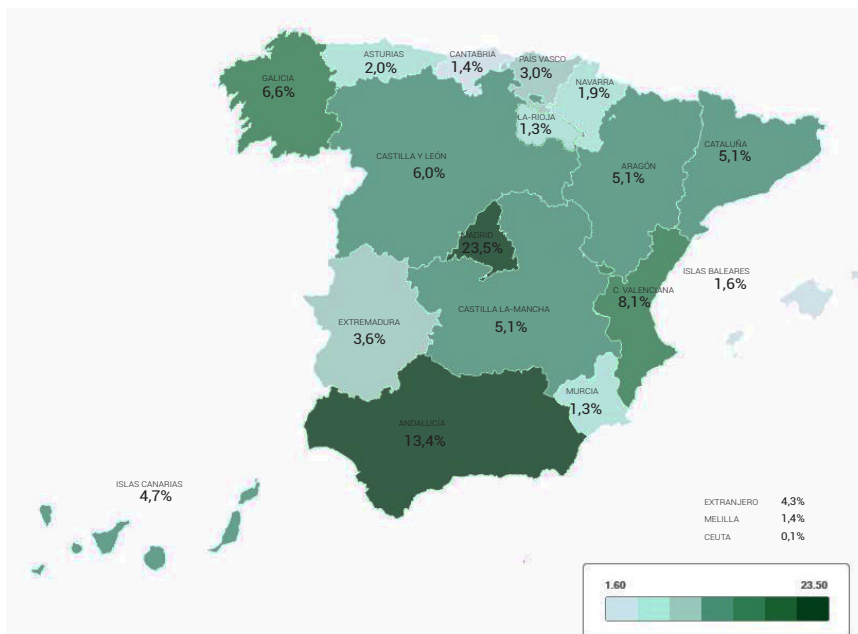 ASTURIAS
2,0%
CANTABRIA
1,4%
PAÍS VASCO
3,0%
GALICIA
6,6%
NAVARRA
1,9%
LA-RIOJA
1,3%
CASTILLA Y LEÓN
6,0%
ARAGÓN
5,1%
CATALUÑA
5,1%
MADRID
23,5%
ISLAS BALEARES
1,6%
C. VALENCIANA
8,1%
CASTILLA LA-MANCHA
5,1%
EXTREMADURA
3,6%
MURCIA
1,3%
ANDALUCÍA
13,4%
ISLAS CANARIAS
4,7%
EXTRANJERO 4,3%
MELILLA 1,4%
CEUTA 0,1%
1.60 23.50